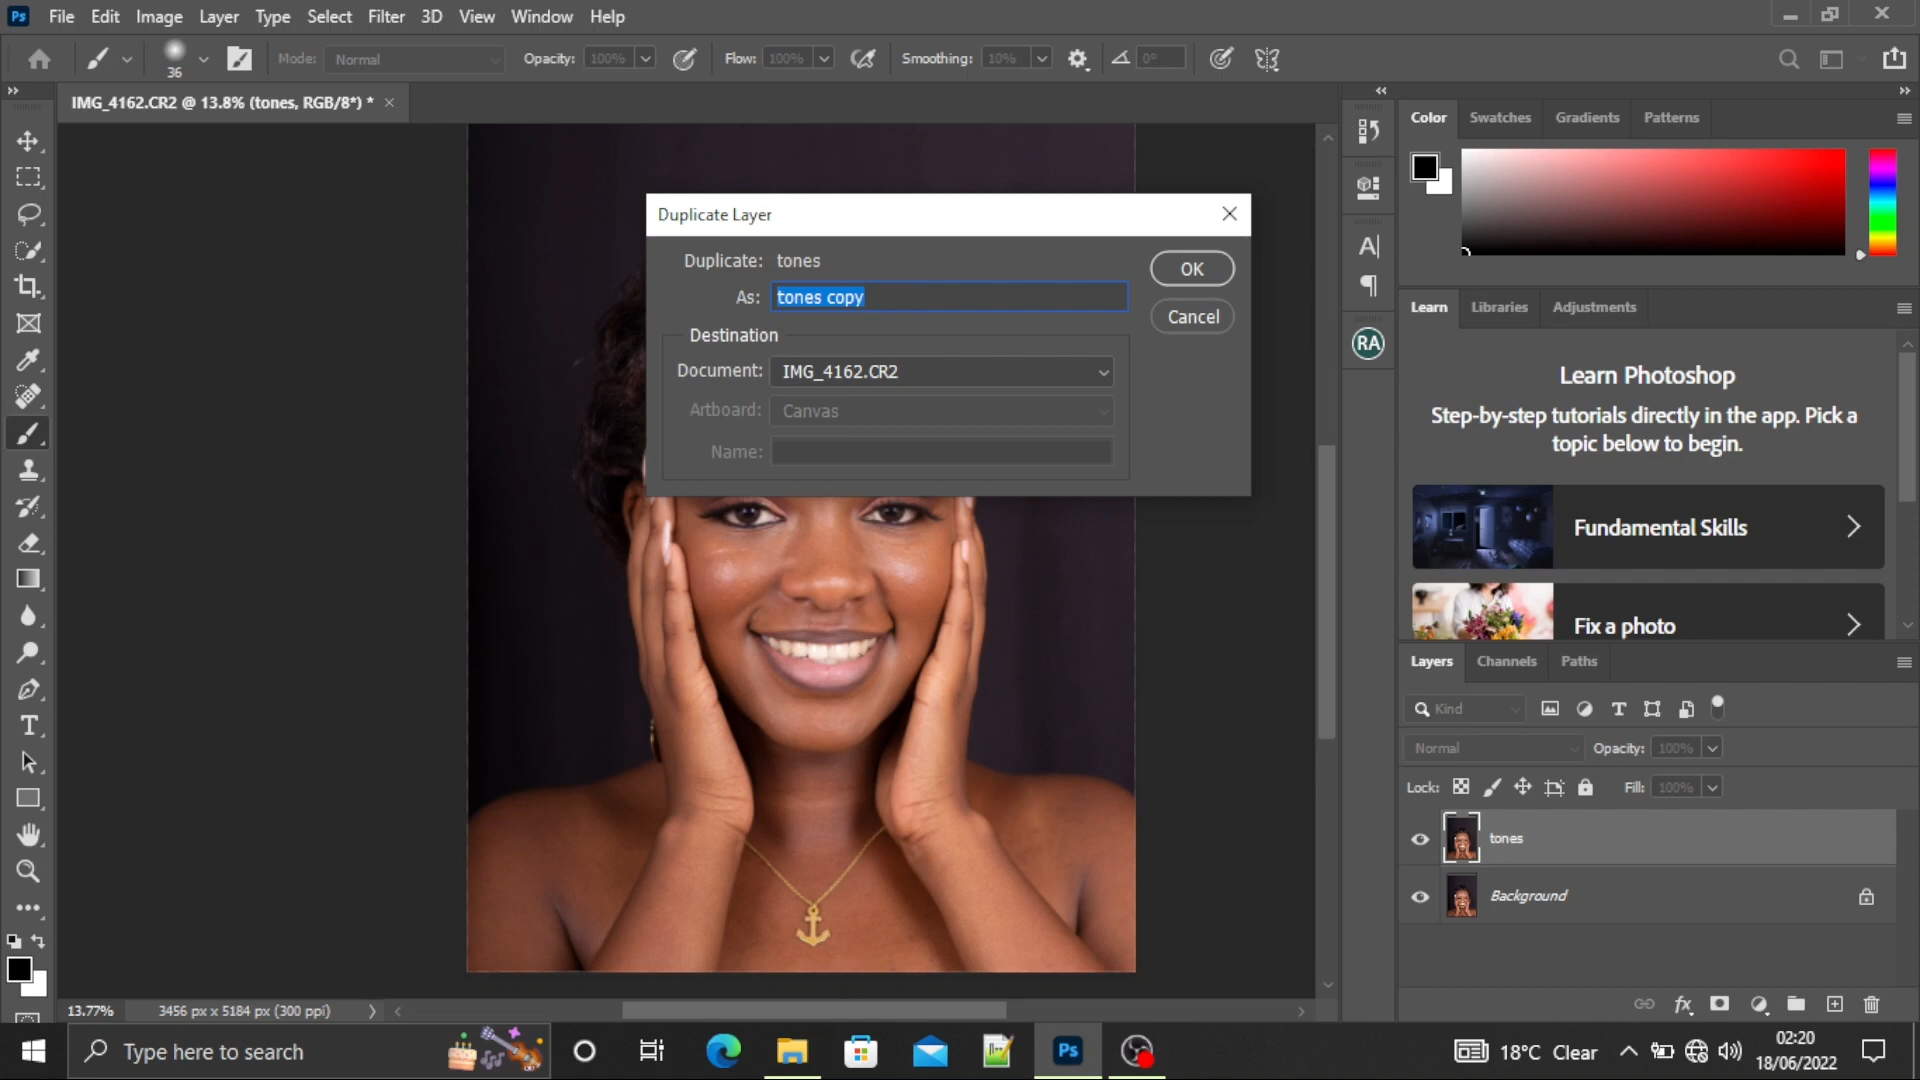 Ps File Edit Image Layer Type Select Filter 3D View Window Help
36 Mode: Normal Opacity: 100% Flow: 100% Smoothing: 10% 0°
IMG_4162.CR2 @ 13.8% (tones, RGB/8*) *
Color Swatches Gradients Patterns
Duplicate Layer
Duplicate: tones
As: tones copy
OK
Cancel
Destination
Document: IMG_4162.CR2
Artboard: Canvas
Name:
A
RA
Learn Libraries Adjustments
Learn Photoshop
Step-by-step tutorials directly in the app. Pick a
topic below to begin.
Fundamental Skills
Fix a photo
Layers Channels Paths
Kind
Normal Opacity: 100%
Lock: Fill: 100%
tones
Background
fx
13.77% 3456 px x 5184 px (300 ppi)
Type here to search
Ps
18°C Clear
02:20
18/06/2022